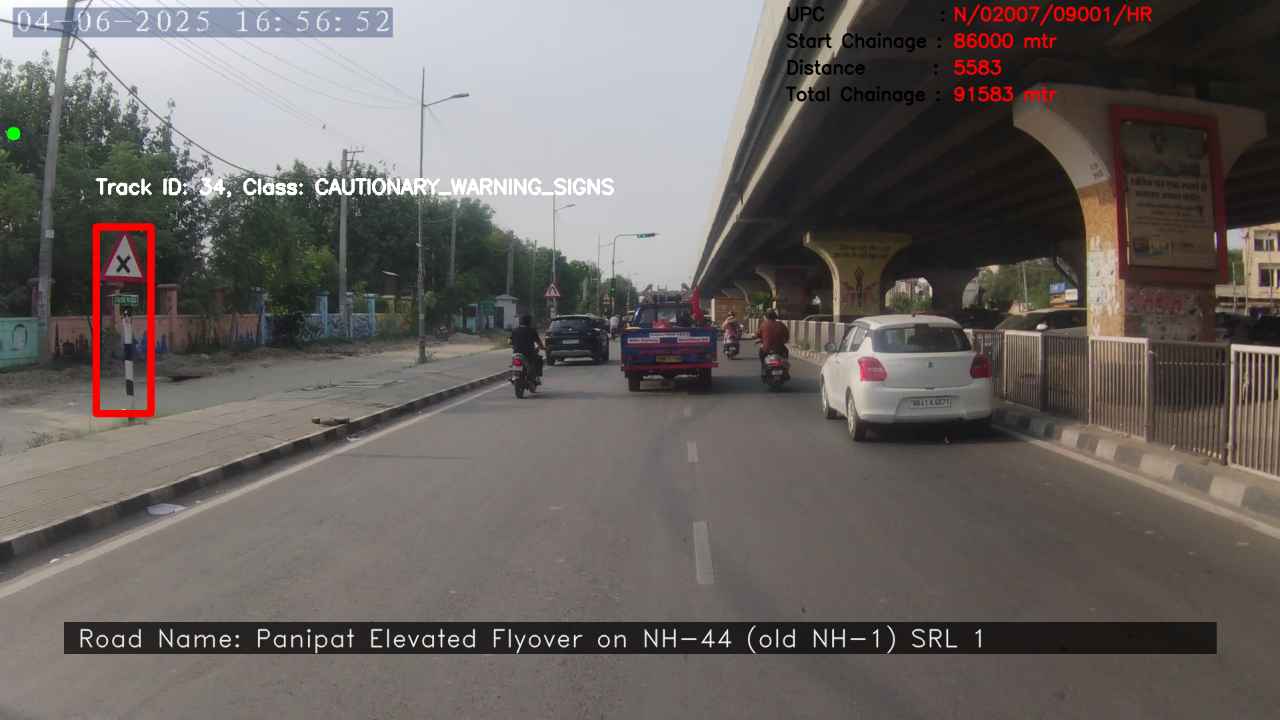 04-06-2025 16:56:52
UPC : N/02007/09001/HR
Start Chainage : 86000 mtr
Distance : 5583
Total Chainage : 91583 mtr
Track ID: 34, Class: CAUTIONARY_WARNING_SIGNS
Road Name: Panipat Elevated Flyover on NH-44 (old NH-1) SRL 1